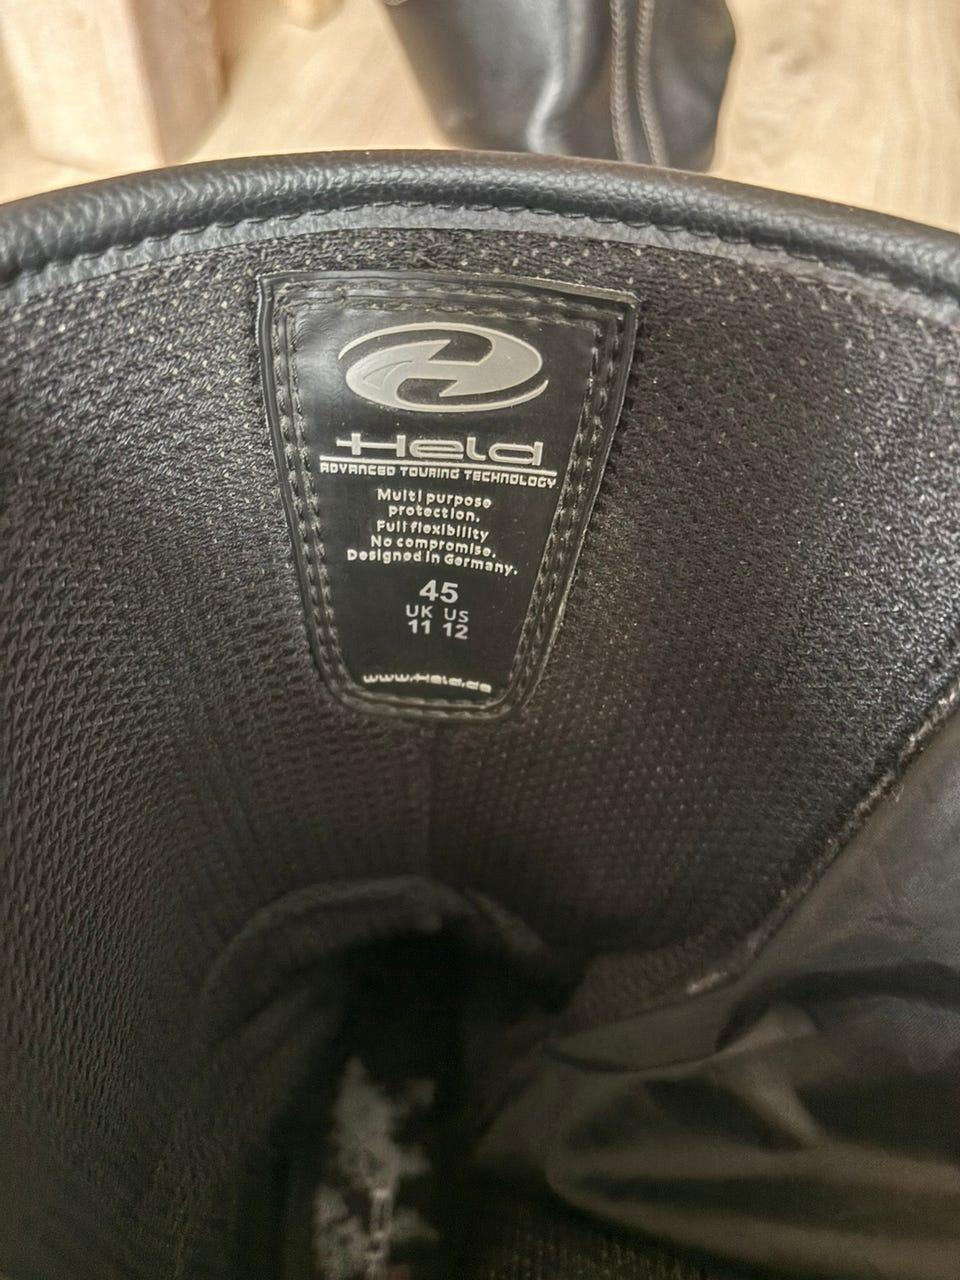 Held
ADVANCED TOURING TECHNOLOGY
Multi purpose
protection.
Full flexibility
No compromise.
Designed in Germany.
45
UK US
11 12
www.Held.de